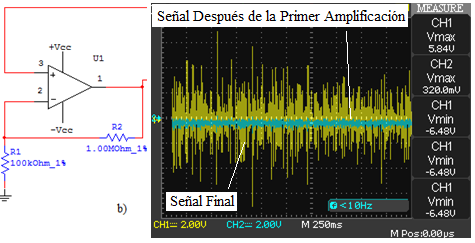 +Vcc
U1
3
+
1
2
-
-Vcc
R2
1.00MOhm_1%
R1
100kOhm_1%
b)
Señal Después de la Primer Amplificación
Señal Final
<10Hz
CH1== 2.00V
CH2== 2.00V
M 250ms
M Pos:0.00µs
MEASURE
CH1
Vmax
5.84V
CH2
Vmax
320.0mV
CH1
Vmin
-6.48V
CH1
Vmin
-6.48V
CH1
Vmin
-6.48V